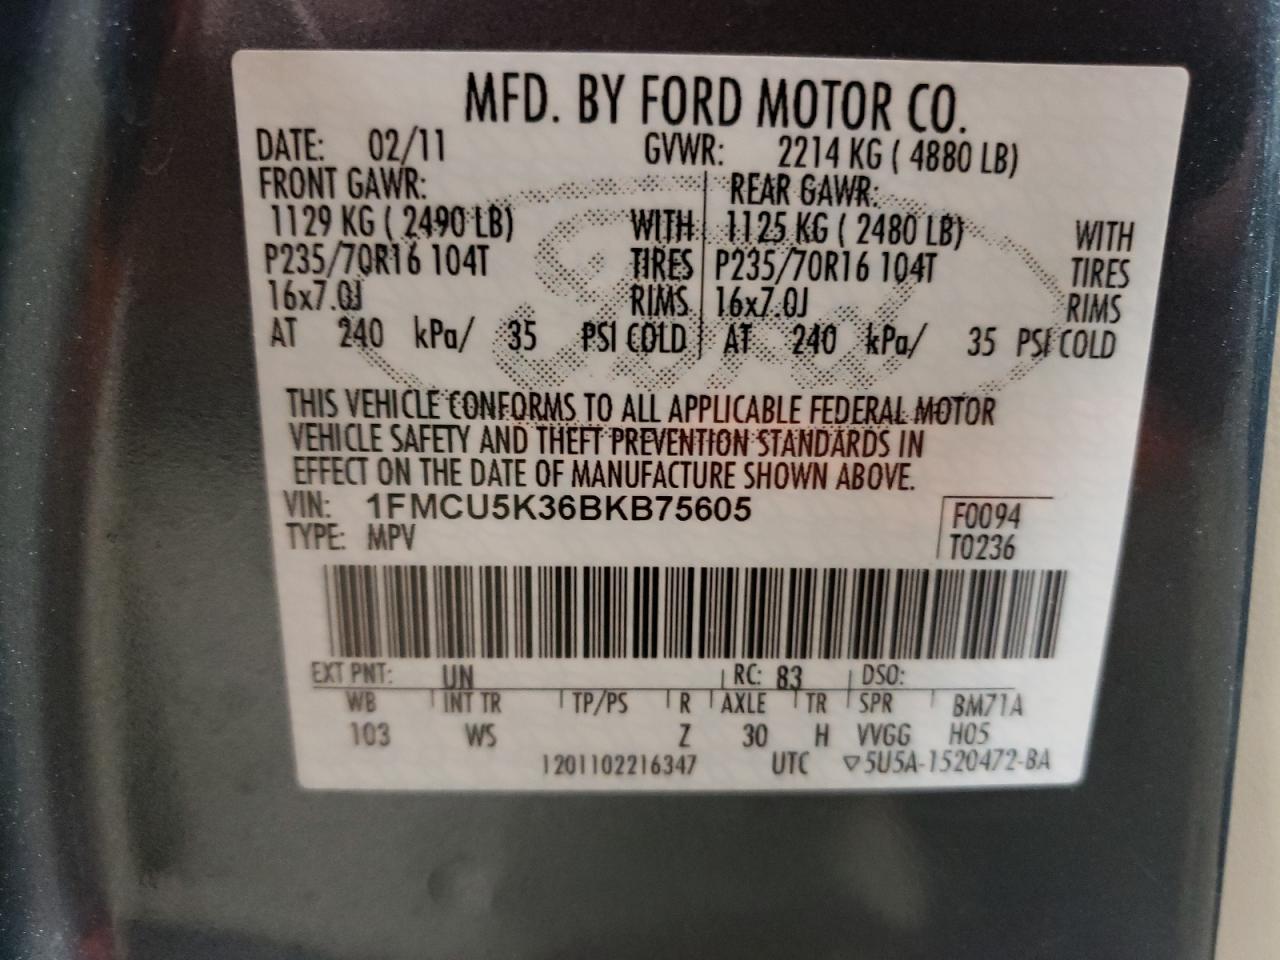 MFD. BY FORD MOTOR CO.
DATE: 02/11 GVWR: 2214 KG ( 4880 LB)
FRONT GAWR: REAR GAWR:
1129 KG ( 2490 LB) WITH 1125 KG ( 2480 LB) WITH
P235/70R16 104T TIRES P235/70R16 104T TIRES
16x7.0J RIMS 16x7.0J RIMS
AT 240 kPa/ 35 PSI COLD AT 240 kPa/ 35 PSI COLD
THIS VEHICLE CONFORMS TO ALL APPLICABLE FEDERAL MOTOR
VEHICLE SAFETY AND THEFT PREVENTION STANDARDS IN
EFFECT ON THE DATE OF MANUFACTURE SHOWN ABOVE.
VIN: 1FMCU5K36BKB75605 F0094
TYPE: MPV T0236
EXT PNT: UN RC: 83 DSO:
WB INT TR TP/PS R AXLE TR SPR BM71A
103 WS Z 30 H VVGG H05
1201102216347 UTC ▽5U5A-1520472-BA